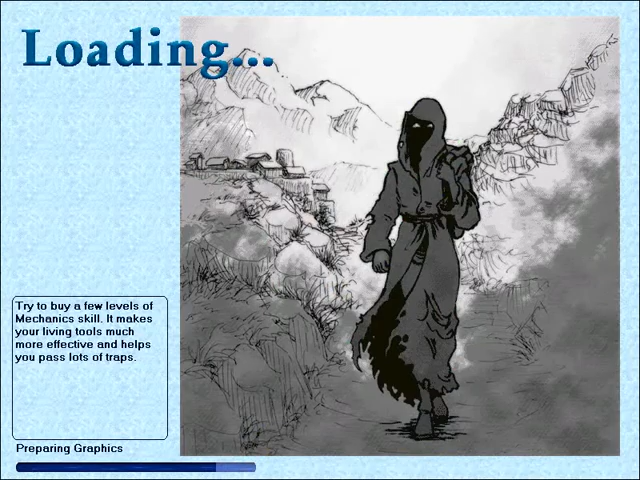 Loading...
Try to buy a few levels of
Mechanics skill. It makes
your living tools much
more effective and helps
you pass lots of traps.
Preparing Graphics